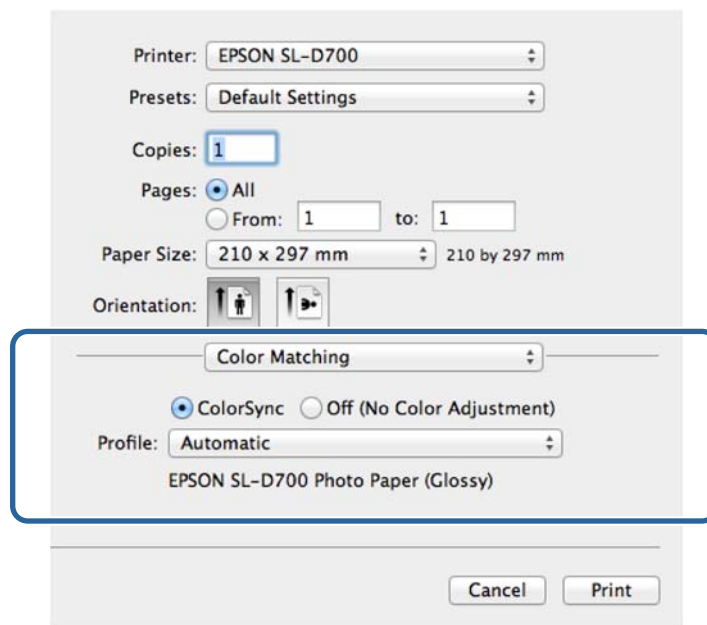 Printer: EPSON SL-D700
Presets: Default Settings
Copies: 1
Pages: All
From: 1 to: 1
Paper Size: 210 x 297 mm 210 by 297 mm
Orientation:
Color Matching
ColorSync Off (No Color Adjustment)
Profile: Automatic
EPSON SL-D700 Photo Paper (Glossy)
Cancel Print